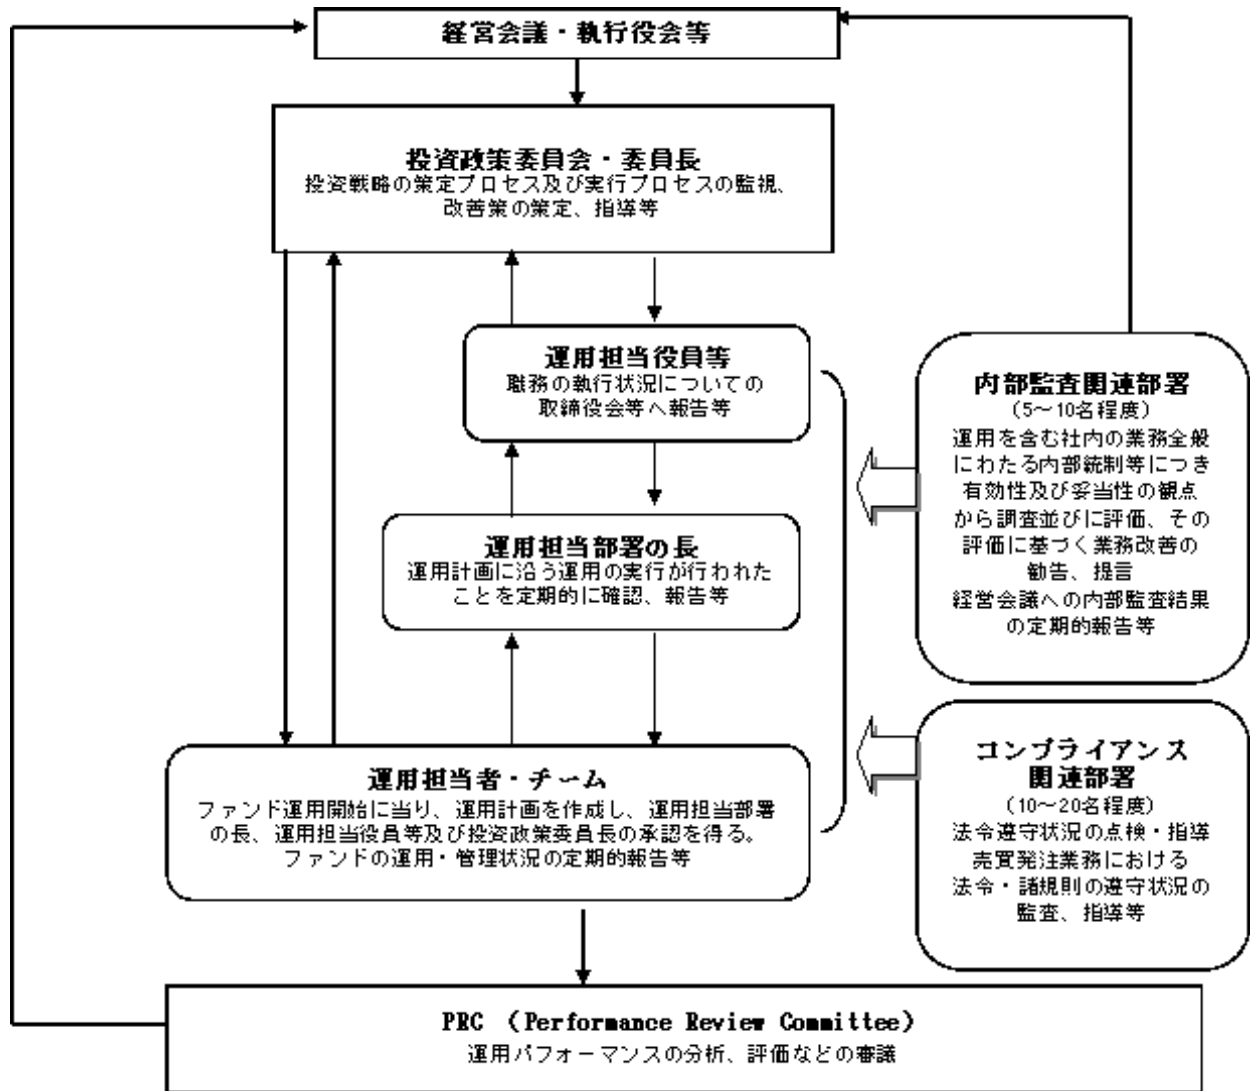 経営会議・執行役会等
投資政策委員会・委員長
投資戦略の策定プロセス及び実行プロセスの監視、
改善策の策定、指導等
運用担当役員等
職務の執行状況についての
取締役会等へ報告等
運用担当部署の長
運用計画に沿う運用の実行が行われた
ことを定期的に確認、報告等
運用担当者・チーム
ファンド運用開始に当り、運用計画を作成し、運用担当部署
の長、運用担当役員等及び投資政策委員長の承認を得る。
ファンドの運用・管理状況の定期的報告等
内部監査関連部署
（5～10名程度）
運用を含む社内の業務全般
にわたる内部統制等につき
有効性及び妥当性の観点
から調査並びに評価、その
評価に基づく業務改善の
勧告、提言
経営会議への内部監査結果
の定期的報告等
コンプライアンス
関連部署
（10～20名程度）
法令遵守状況の点検・指導
売買発注業務における
法令・諸規則の遵守状況の
監査、指導等
PRC （Performance Review Committee）
運用パフォーマンスの分析、評価などの審議